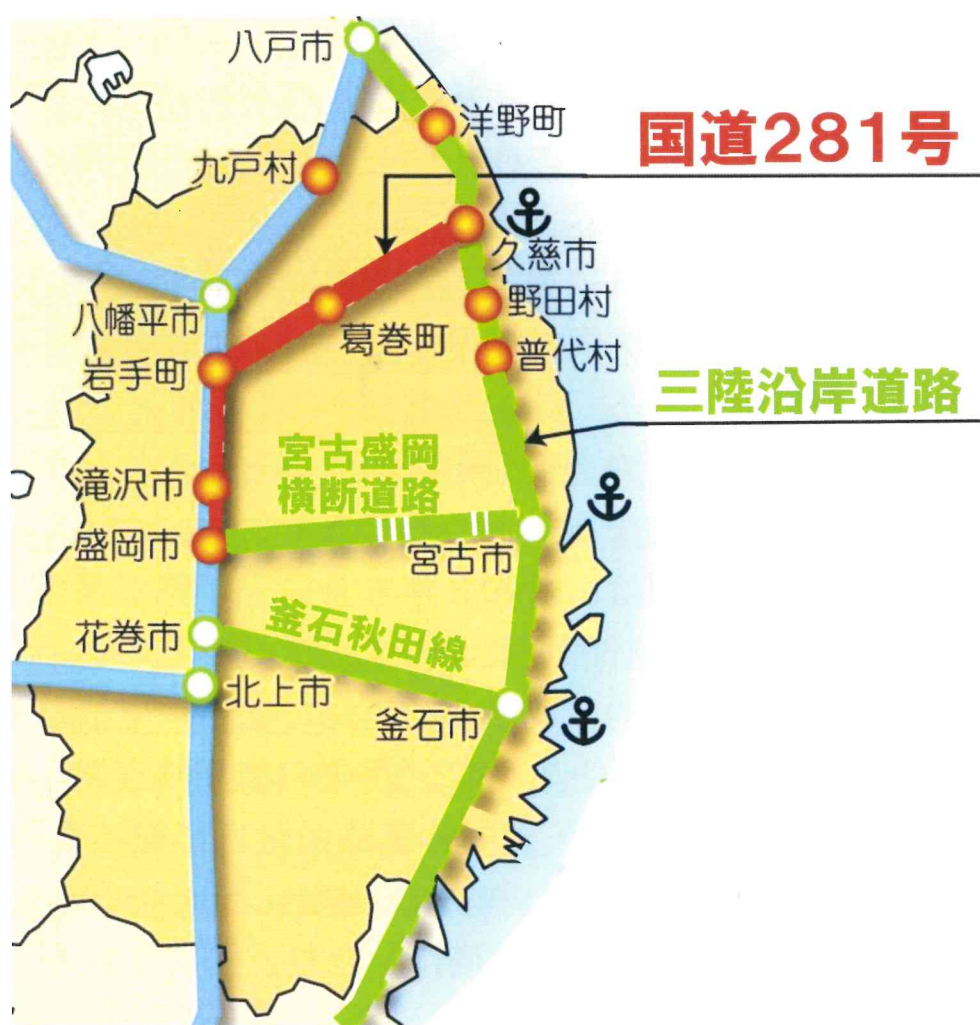 八戸市
洋野町
国道281号
九戸村
久慈市
八幡平市
葛巻町
野田村
岩手町
普代村
三陸沿岸道路
宮古盛岡
横断道路
滝沢市
盛岡市
宮古市
花巻市
釜石秋田線
北上市
釜石市